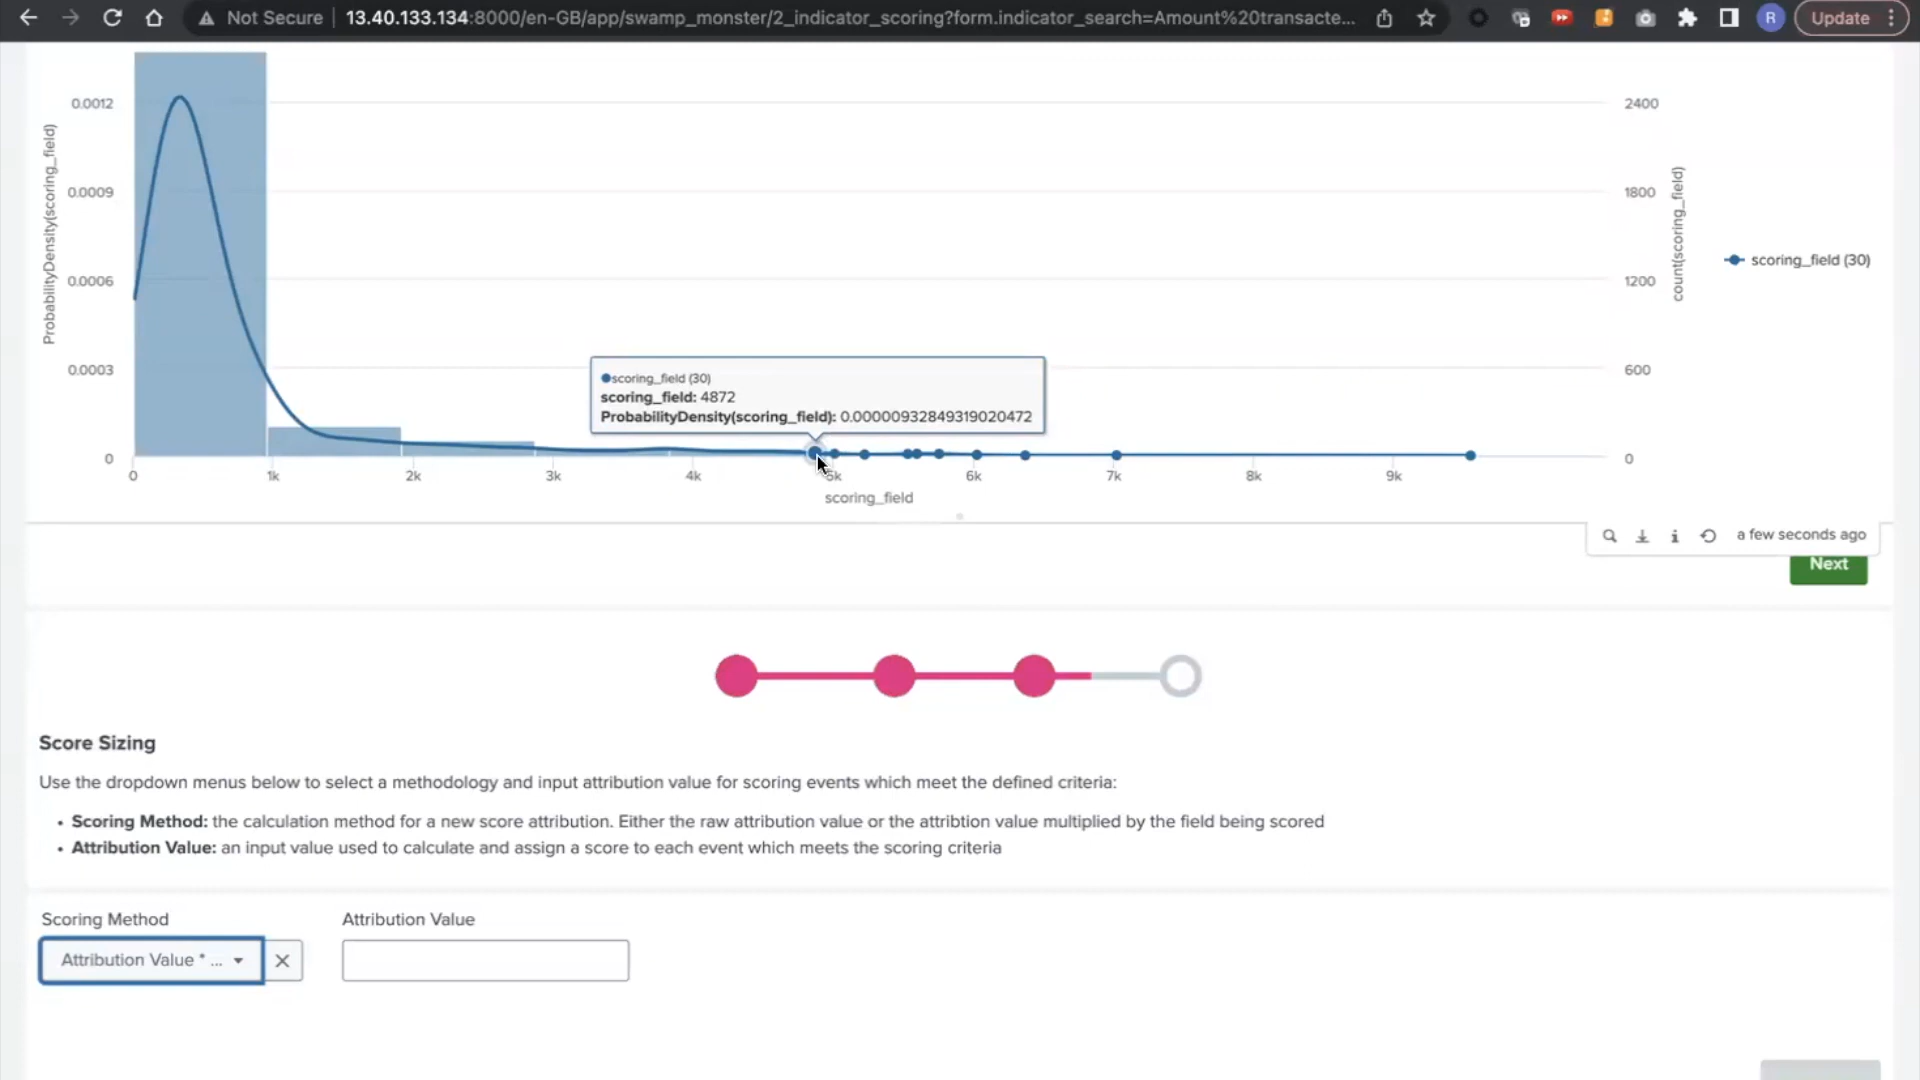 Not Secure
13.40.133.134:8000/en-GB/app/swamp_monster/2_indicator_scoring?form.indicator_search=Amount%20transacte...
R
Update
0.0012
0.0009
0.0006
0.0003
0
ProbabilityDensity(scoring_field)
2400
1800
1200
600
0
count(scoring_field)
scoring_field (30)
scoring_field (30)
scoring_field: 4872
ProbabilityDensity(scoring_field): 0.00000932849319020472
0 1k 2k 3k 4k 5k 6k 7k 8k 9k
scoring_field
a few seconds ago
Next
Score Sizing
Use the dropdown menus below to select a methodology and input attribution value for scoring events which meet the defined criteria:
• Scoring Method: the calculation method for a new score attribution. Either the raw attribution value or the attribtion value multiplied by the field being scored
• Attribution Value: an input value used to calculate and assign a score to each event which meets the scoring criteria
Scoring Method
Attribution Value
Attribution Value * ...